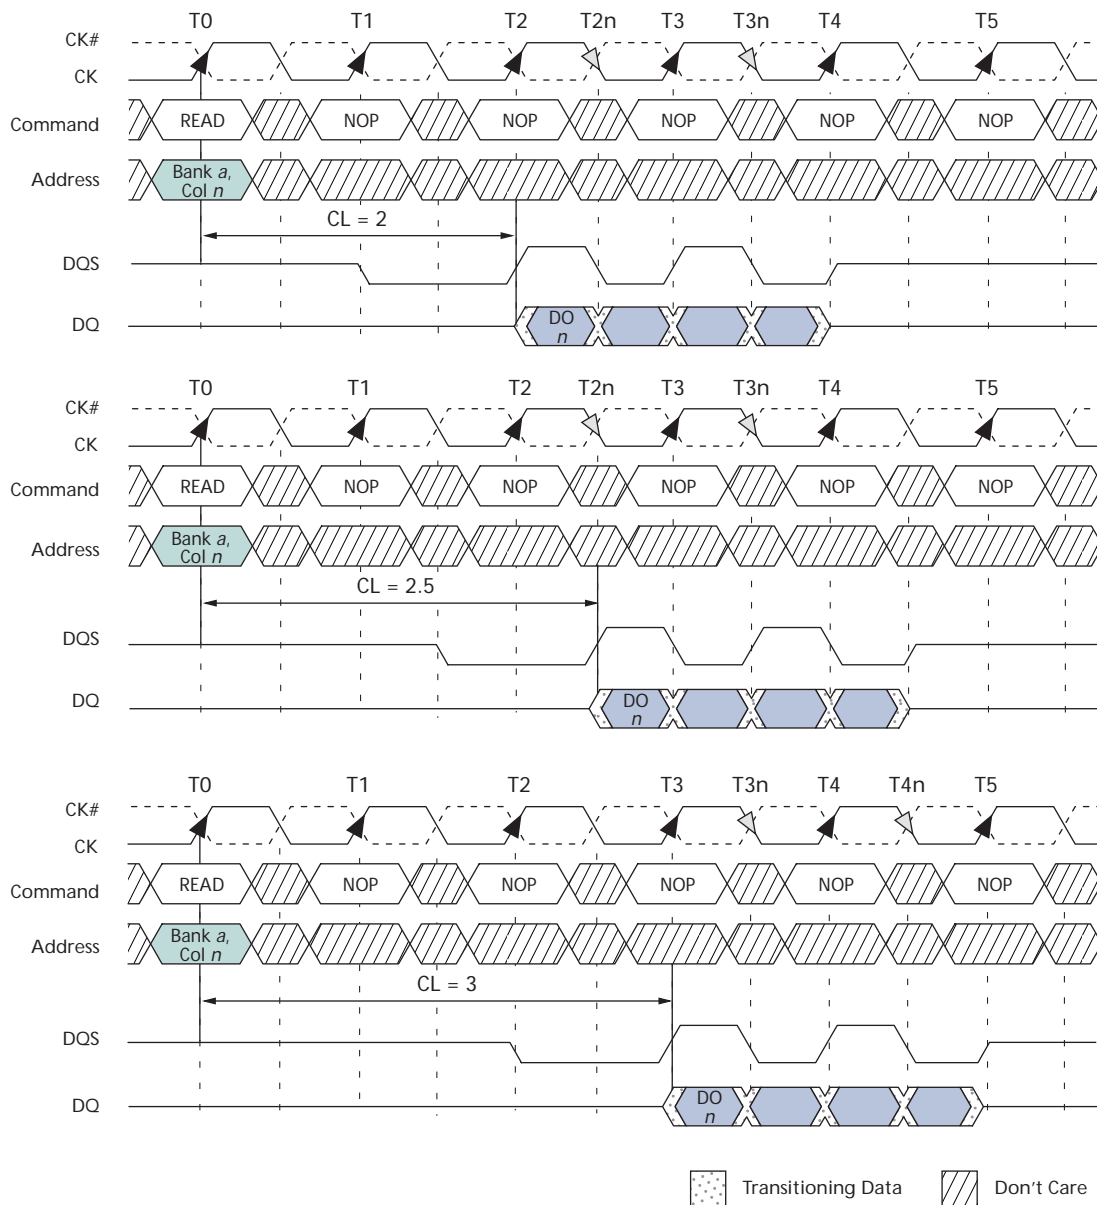 T0 T1 T2 T2n T3 T3n T4 T5
CK#
CK
Command READ NOP NOP NOP NOP NOP
Address Bank a,
Col n
CL = 2
DQS
DQ DO
n
T0 T1 T2 T2n T3 T3n T4 T5
CK#
CK
Command READ NOP NOP NOP NOP NOP
Address Bank a,
Col n
CL = 2.5
DQS
DQ DO
n
T0 T1 T2 T3 T3n T4 T4n T5
CK#
CK
Command READ NOP NOP NOP NOP NOP
Address Bank a,
Col n
CL = 3
DQS
DQ DO
n
Transitioning Data Don't Care